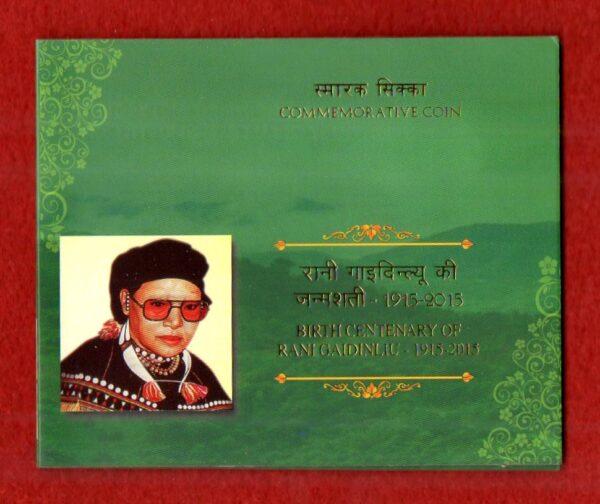 स्मारक सिक्का
COMMEMORATIVE COIN
रानी गाइदिन्ल्यू की
जन्मशती - 1915-2015
BIRTH CENTENARY OF
RANI GAIDINLIU - 1915-2015